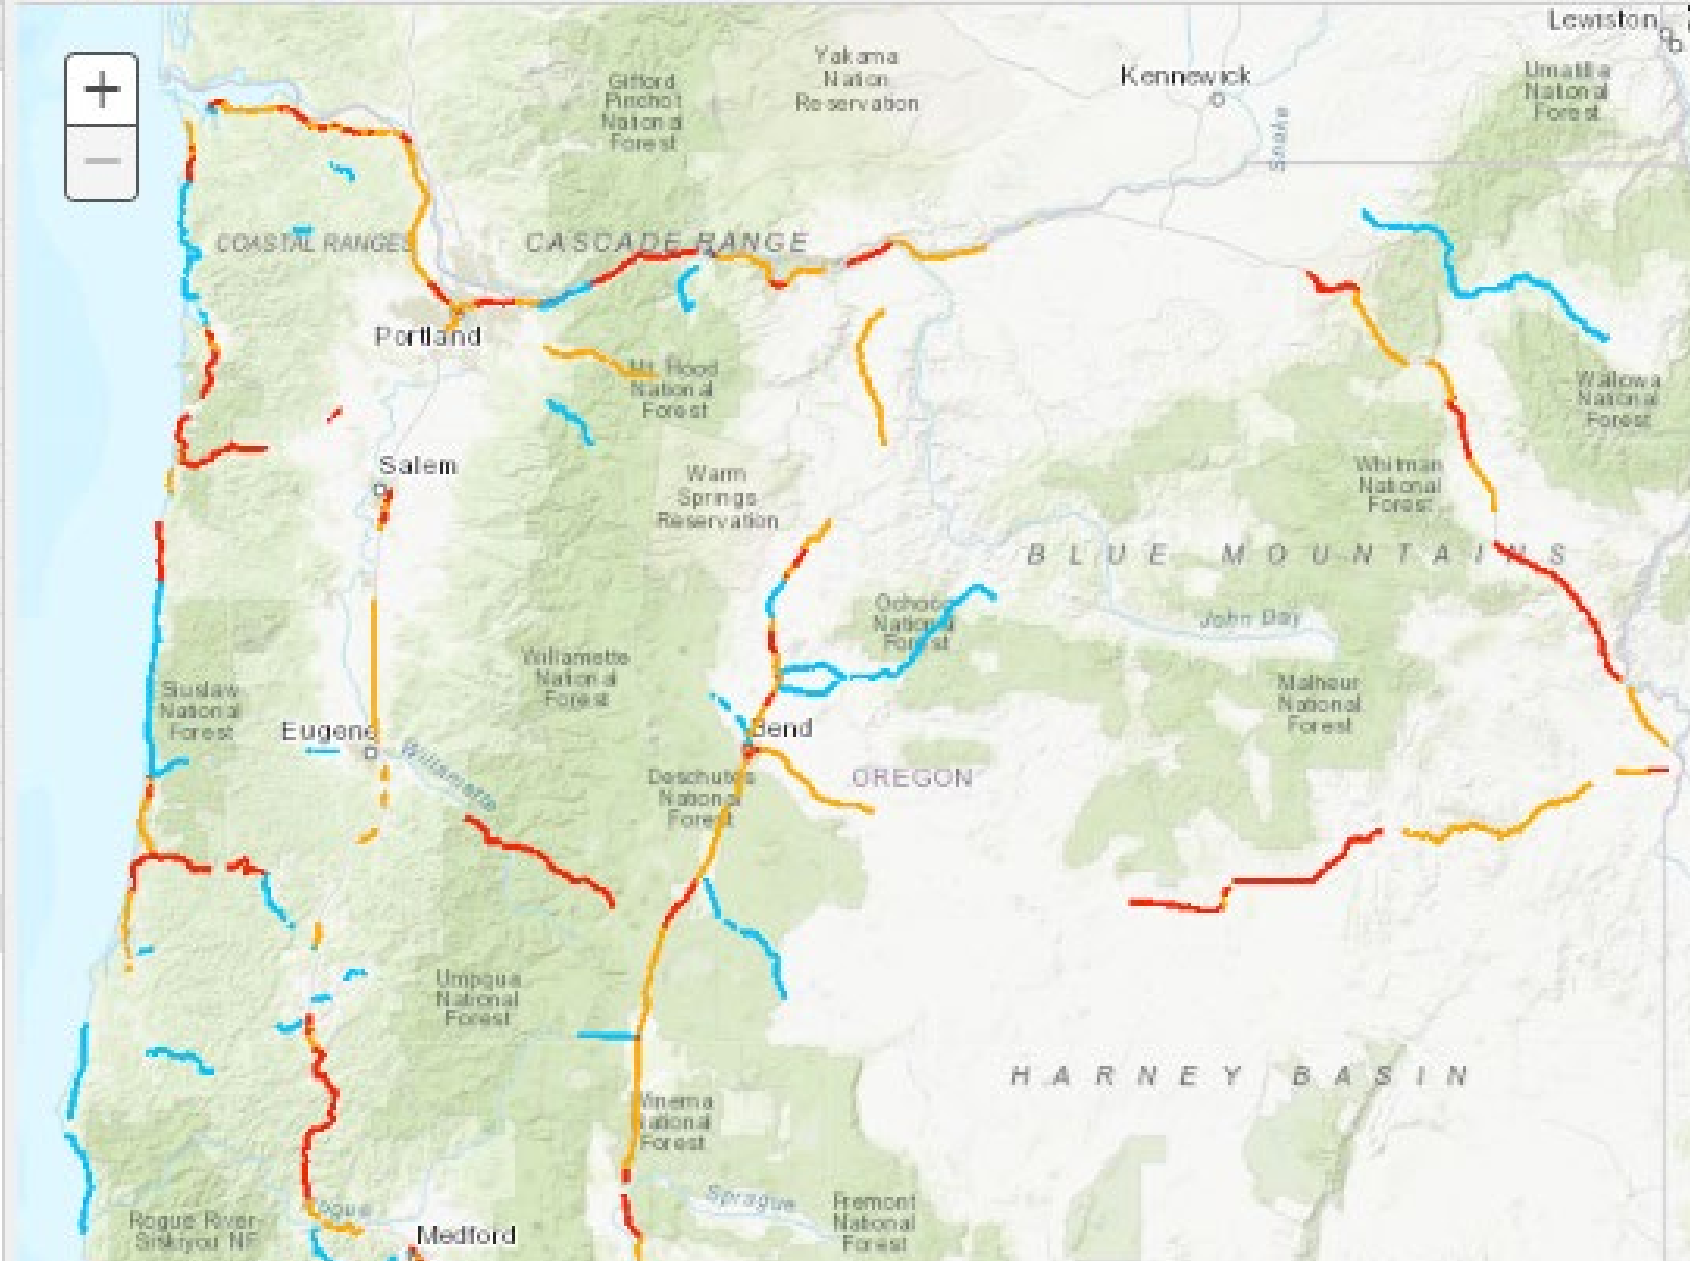 Lewiston
Yakama
Nation
Reservation
Kennewick
Umatilla
National
Forest
Gifford
Pinchot
National
Forest
+
−
Snake
COASTAL RANGES
CASCADE RANGE
Portland
Mt. Hood
National
Forest
Wallowa
National
Forest
Salem
Warm
Springs
Reservation
Whitman
National
Forest
BLUE MOUNTAINS
Ochoco
National
Forest
John Day
Willamette
National
Forest
Siuslaw
National
Forest
Malheur
National
Forest
Eugene
Bend
Willamette
Deschutes
National
Forest
OREGON
Umpqua
National
Forest
HARNEY BASIN
Winema
National
Forest
Sprague
Fremont
National
Forest
Rogue
Rogue River-
Siskiyou NF
Medford